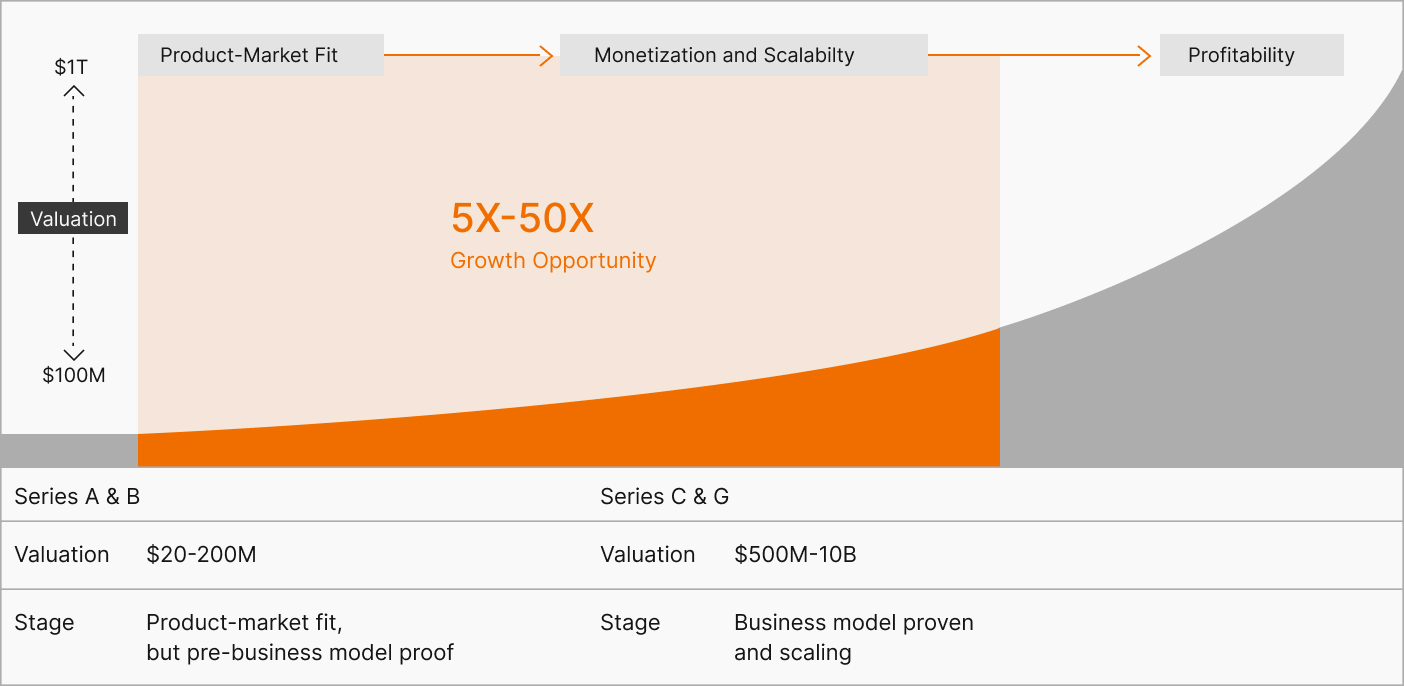 Product-Market Fit
Monetization and Scalabilty
Profitability
$1T
Valuation
$100M
5X-50X
Growth Opportunity
Series A & B
Series C & G
Valuation $20-200M
Valuation $500M-10B
Stage
Product-market fit,
but pre-business model proof
Stage
Business model proven
and scaling